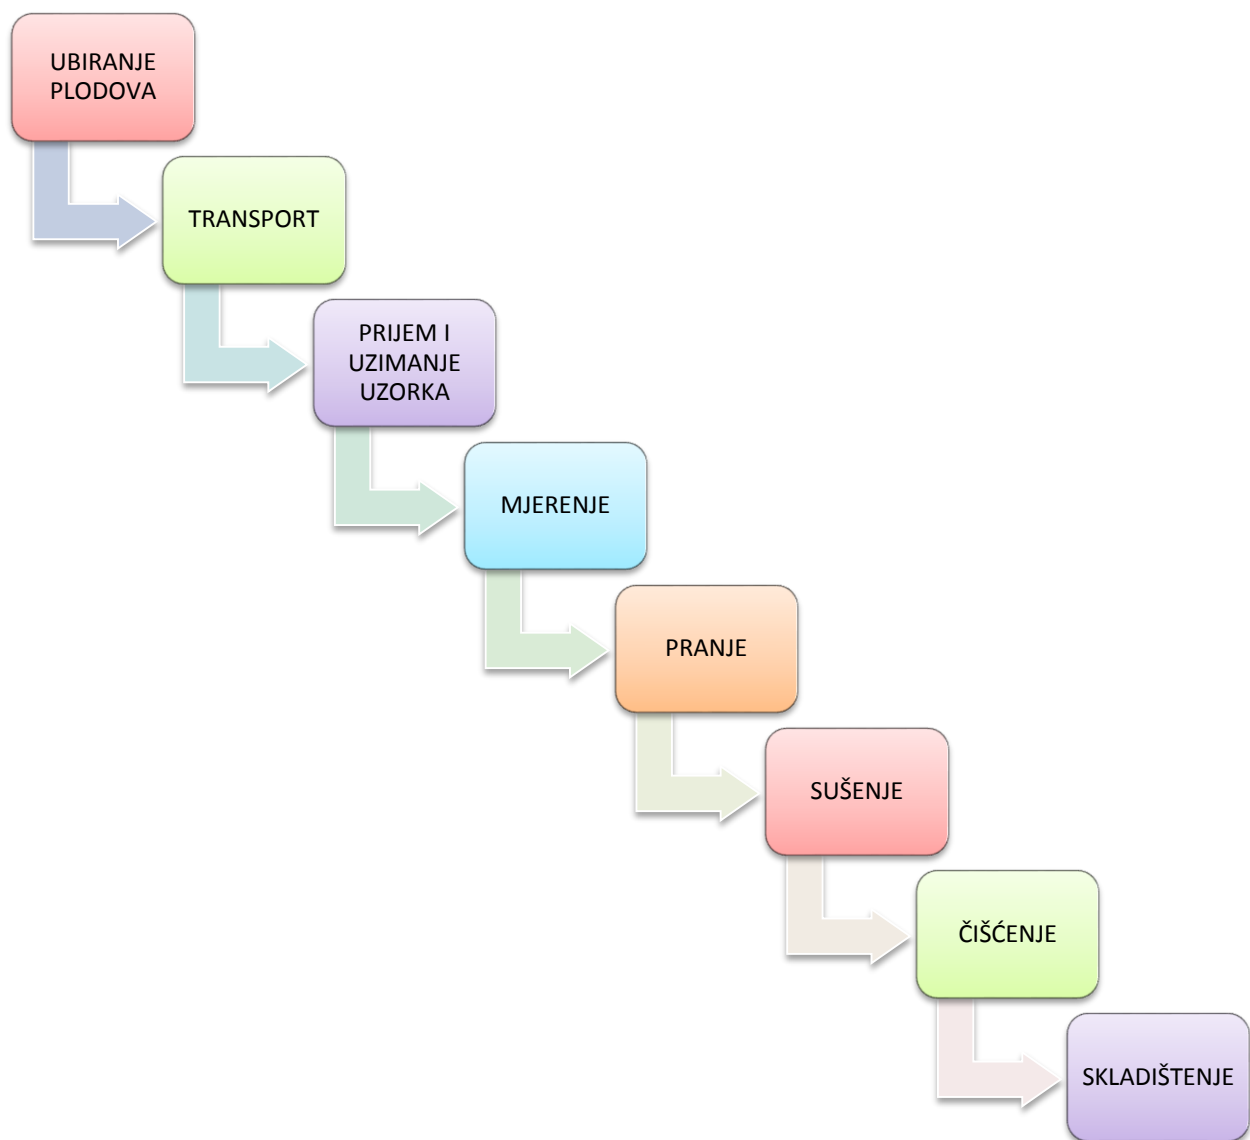 UBIRANJE
PLODOVA
TRANSPORT
PRIJEM I
UZIMANJE
UZORKA
MJERENJE
PRANJE
SUŠENJE
ČIŠĆENJE
SKLADIŠTENJE